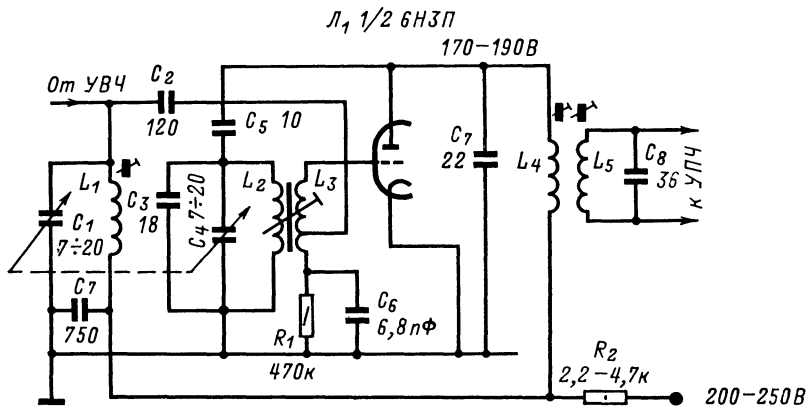 Л₁ 1/2 6Н3П
170-190В
От УВЧ
C₂
120
C₅ 10
C₇
22
L₄
L₅
C₈
36
к УПЧ
L₁
C₁
7÷20
C₃
18
C₄ 7÷20
L₂
L₃
C₇
750
R₁
470к
C₆
6,8пФ
R₂
2,2-4,7к
200-250В